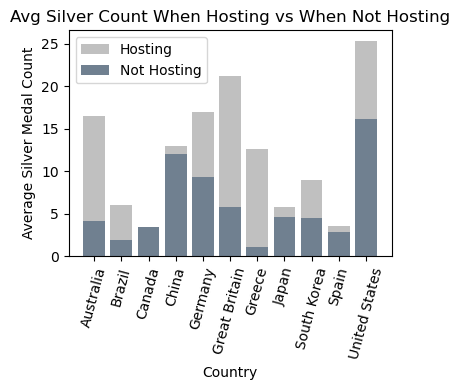 Avg Silver Count When Hosting vs When Not Hosting
Hosting
Not Hosting
Average Silver Medal Count
25
20
15
10
5
0
Australia
Brazil
Canada
China
Germany
Great Britain
Greece
Japan
South Korea
Spain
United States
Country